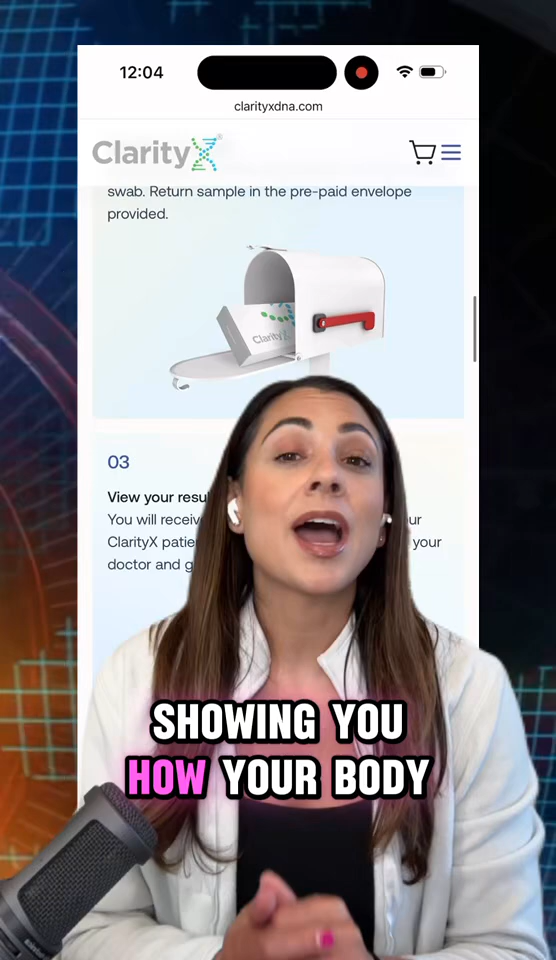 12:04
clarityxdna.com
ClarityX
swab. Return sample in the pre-paid envelope
provided.
ClarityX
03
View your resul
You will receiv ur
ClarityX patie your
doctor and g
SHOWING YOU
HOW YOUR BODY